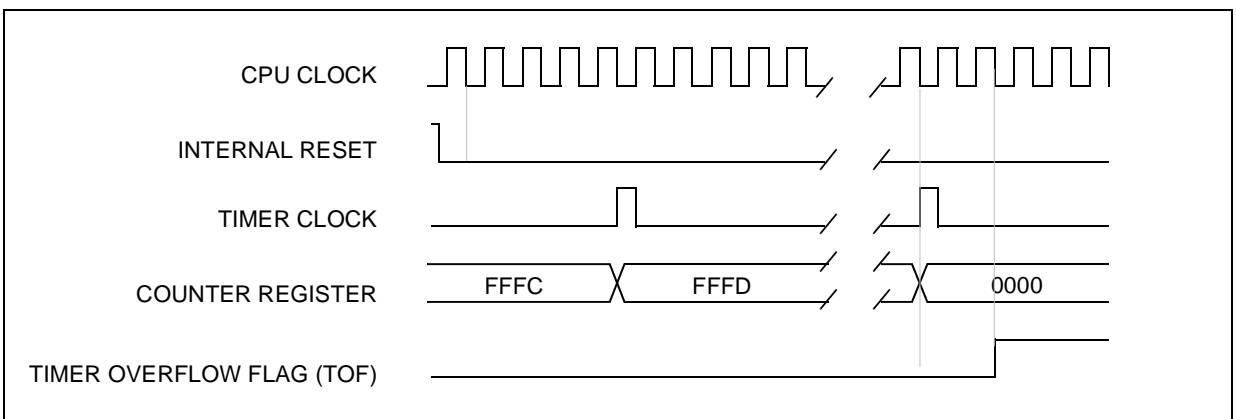 CPU CLOCK
INTERNAL RESET
TIMER CLOCK
COUNTER REGISTER FFFC FFFD 0000
TIMER OVERFLOW FLAG (TOF)